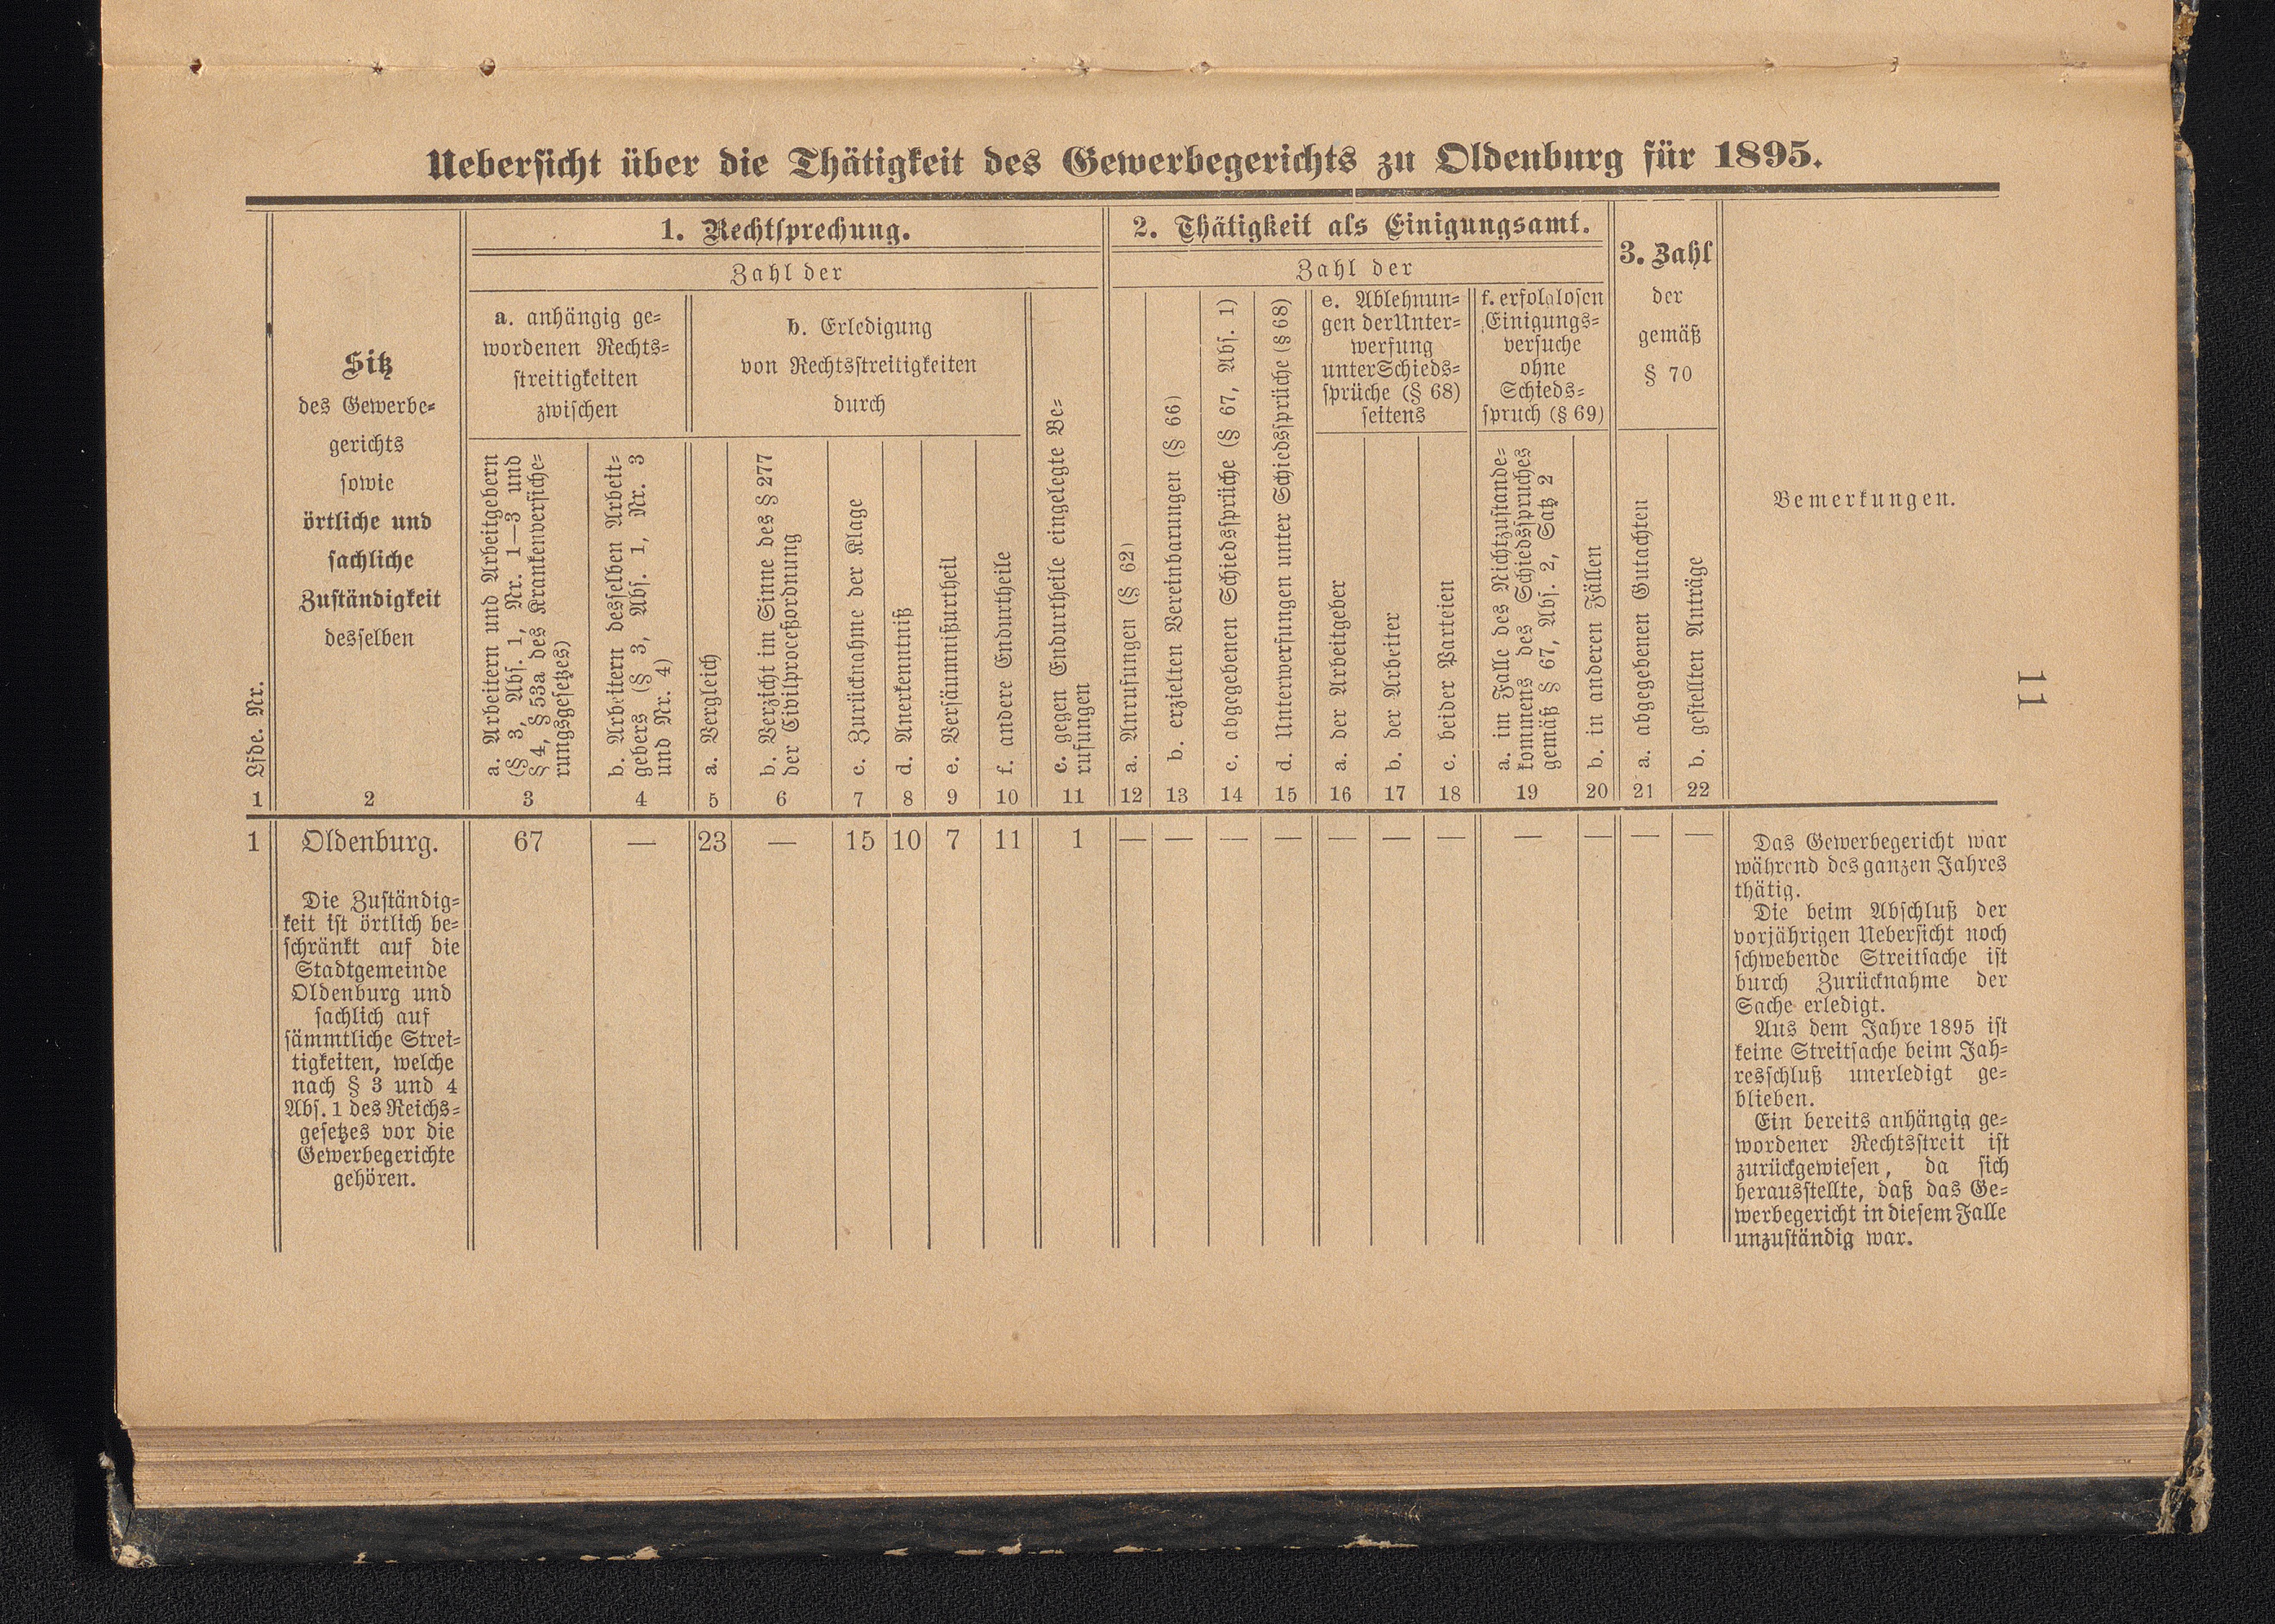 Uebersicht über die Thätigkeit des Gewerbegerichts zu Oldenburg für 1895.
Lfde. Nr.
Sitz
des Gewerbe-
gerichts
sowie
örtliche und
sachliche
Zuständigkeit
desselben
1. Rechtsprechung.
Zahl der
a. anhängig ge-
wordenen Rechts-
streitigkeiten
zwischen
a. Arbeitern und Arbeitgebern
(§ 3, Abs. 1, Nr. 1—3 und
§ 4, § 53a des Krankenversiche-
rungsgesetzes)
b. Arbeitern desselben Arbeit-
gebers (§ 3, Abs. 1, Nr. 3
und Nr. 4)
b. Erledigung
von Rechtsstreitigkeiten
durch
a. Vergleich
b. Verzicht im Sinne des § 277
der Civilproceßordnung
c. Zurücknahme der Klage
d. Anerkenntniß
e. Versäumnißurtheil
f. andere Endurtheile
c. gegen Endurtheile eingelegte Be-
rufungen
2. Thätigkeit als Einigungsamt.
Zahl der
a. Anrufungen (§ 62)
b. erzielten Vereinbarungen (§ 66)
c. abgegebenen Schiedssprüche (§ 67, Abs. 1)
d. Unterwerfungen unter Schiedssprüche (§ 68)
e. Ablehnun-
gen der Unter-
werfung
unter Schieds-
sprüche (§ 68)
seitens
a. der Arbeitgeber
b. der Arbeiter
c. beider Parteien
f. erfolglosen
Einigungs-
versuche
ohne
Schieds-
spruch (§ 69)
a. im Falle des Nichtzustande-
kommens des Schiedsspruches
gemäß § 67, Abs. 2, Satz 2
b. in anderen Fällen
3. Zahl
der
gemäß
§ 70
a. abgegebenen Gutachten
b. gestellten Anträge
Bemerkungen.
1 2 3 4 5 6 7 8 9 10 11 12 13 14 15 16 17 18 19 20 21 22
1 Oldenburg. 67 — 23 — 15 10 7 11 1 — — — — — — — — — — —
Die Zuständig-
keit ist örtlich be-
schränkt auf die
Stadtgemeinde
Oldenburg und
sachlich auf
sämmtliche Strei-
tigkeiten, welche
nach § 3 und 4
Abs. 1 des Reichs-
gesetzes vor die
Gewerbegerichte
gehören.
Das Gewerbegericht war
während des ganzen Jahres
thätig.
Die beim Abschluß der
vorjährigen Uebersicht noch
schwebende Streitsache ist
burch Zurücknahme der
Sache erledigt.
Aus dem Jahre 1895 ist
keine Streitsache beim Jah-
resschluß unerledigt ge-
blieben.
Ein bereits anhängig ge-
wordener Rechtsstreit ist
zurückgewiesen, da sich
herausstellte, daß das Ge-
werbegericht in diesem Falle
unzuständig war.
11